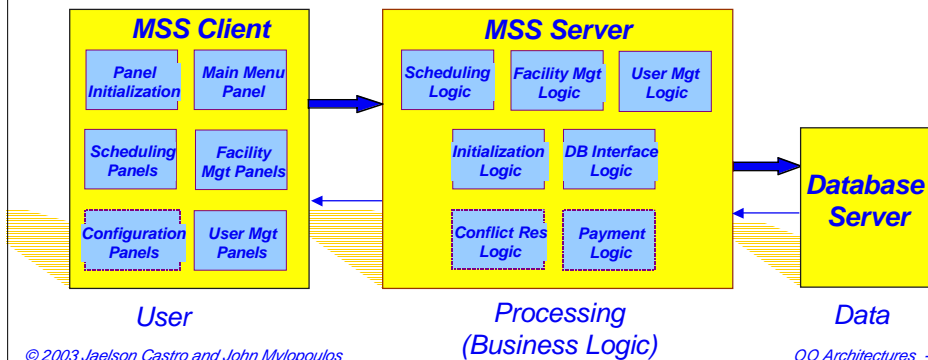 MSS Client
Panel
Initialization
Main Menu
Panel
Scheduling
Panels
Facility
Mgt Panels
Configuration
Panels
User Mgt
Panels
MSS Server
Scheduling
Logic
Facility Mgt
Logic
User Mgt
Logic
Initialization
Logic
DB Interface
Logic
Conflict Res
Logic
Payment
Logic
Database
Server
User
Processing
(Business Logic)
Data
© 2003 Jaelson Castro and John Mylopoulos
OO Architectures -